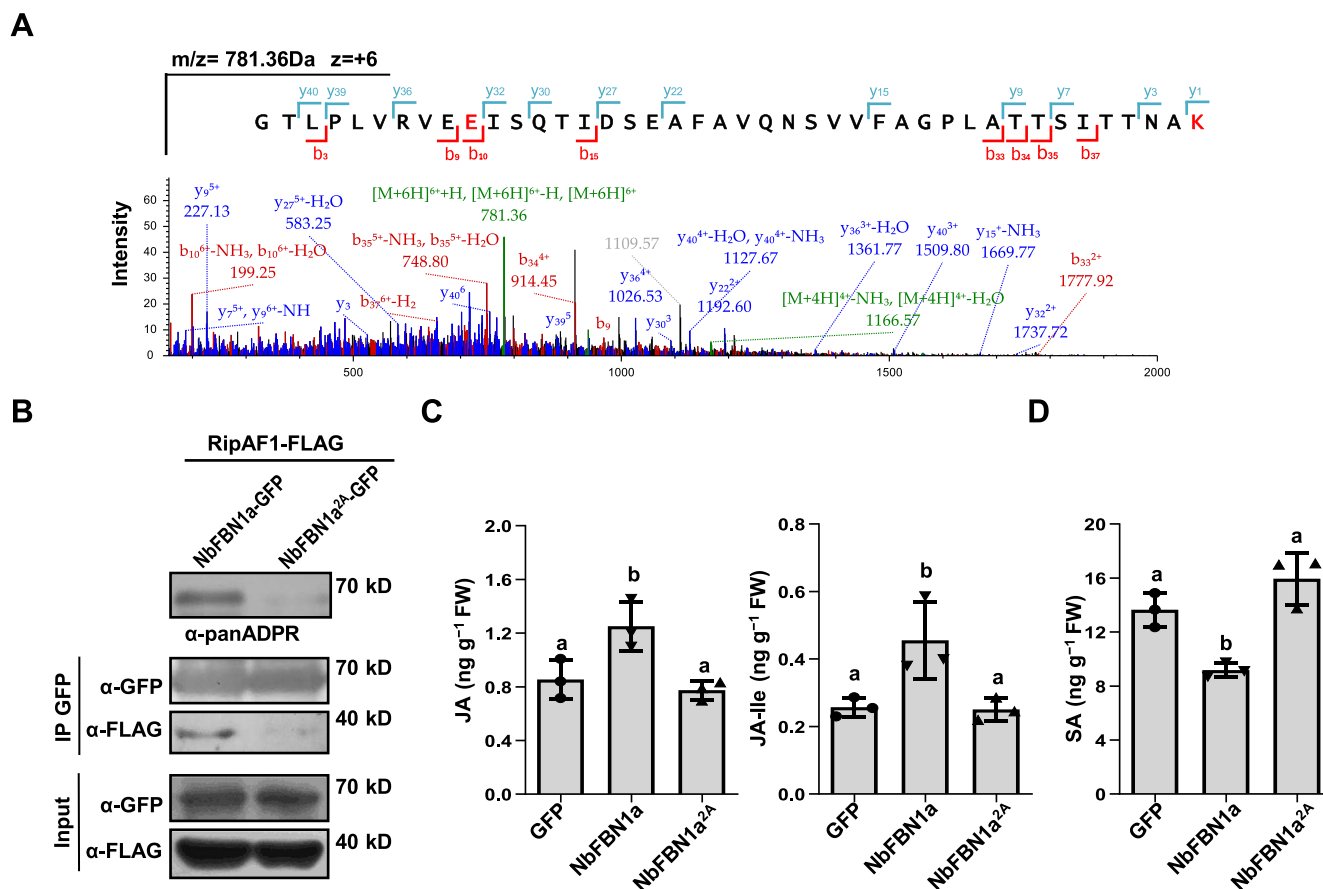 A
m/z= 781.36Da z=+6
y40 y39 y36 y32 y30 y27 y22 y15 y9 y7 y3 y1
G T L P L V R V E E I S Q T I D S E A F A V Q N S V V F A G P L A T T S I T T N A K
b3 b9 b10 b15 b33 b34 b35 b37
Intensity
60
50
40
30
20
10
0
500 1000 1500 2000
y9⁵⁺
227.13
y27⁵⁺-H₂O
583.25
[M+6H]⁶⁺+H, [M+6H]⁶⁺-H, [M+6H]⁶⁺
781.36
b10⁶⁺-NH₃, b10⁶⁺-H₂O
199.25
b35⁵⁺-NH₃, b35⁵⁺-H₂O
748.80
b34⁴⁺
914.45
1109.57
y36⁴⁺
1026.53
y40⁴⁺-H₂O, y40⁴⁺-NH₃
1127.67
y22²⁺
1192.60
y36³⁺-H₂O
1361.77
y40³⁺
1509.80
y15⁺-NH₃
1669.77
b33²⁺
1777.92
y7⁵⁺, y9⁶⁺-NH
y3
b37⁶⁺-H₂
y40⁶
y39⁵
b9
y30³
[M+4H]⁴⁺-NH₃, [M+4H]⁴⁺-H₂O
1166.57
y32²⁺
1737.72
B
RipAF1-FLAG
NbFBN1a-GFP
NbFBN1a²ᴬ-GFP
70 kD
α-panADPR
IP GFP
α-GFP 70 kD
α-FLAG 40 kD
Input
α-GFP 70 kD
α-FLAG 40 kD
C
JA (ng g⁻¹ FW)
1.6
1.2
0.8
0.4
0.0
2.0
a b a
GFP NbFBN1a NbFBN1a²ᴬ
JA-Ile (ng g⁻¹ FW)
0.8
0.6
0.4
0.2
0.0
a b a
GFP NbFBN1a NbFBN1a²ᴬ
D
SA (ng g⁻¹ FW)
20
16
12
8
4
0
a b a
GFP NbFBN1a NbFBN1a²ᴬ